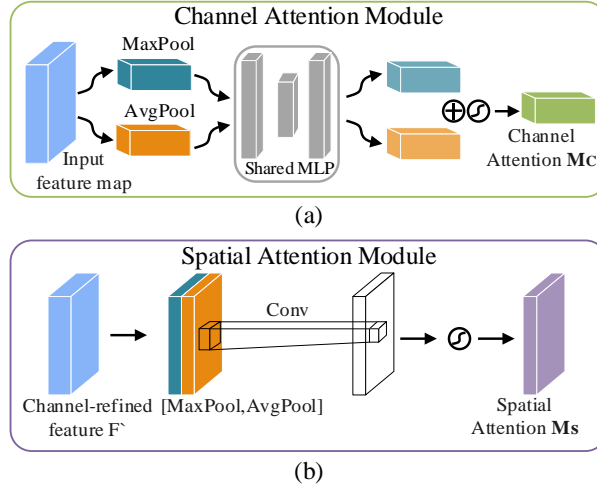 Channel Attention Module
MaxPool
AvgPool
Input
feature map
Shared MLP
Channel
Attention Mc
(a)
Spatial Attention Module
Conv
Channel-refined
feature F`
[MaxPool,AvgPool]
Spatial
Attention Ms
(b)